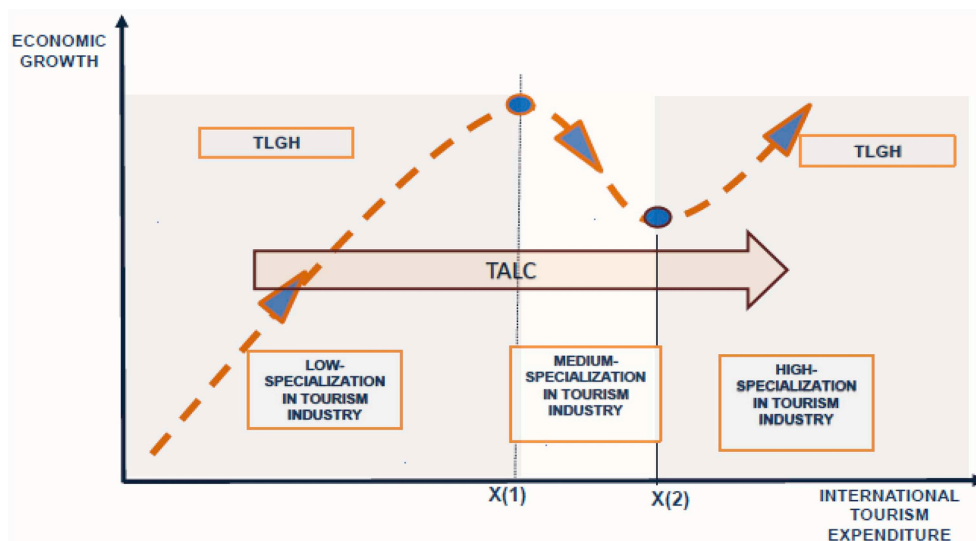 ECONOMIC
GROWTH
TLGH
TLGH
TALC
LOW-
SPECIALIZATION
IN TOURISM
INDUSTRY
MEDIUM-
SPECIALIZATION
IN TOURISM
INDUSTRY
HIGH-
SPECIALIZATION
IN TOURISM
INDUSTRY
X(1)
X(2)
INTERNATIONAL
TOURISM
EXPENDITURE